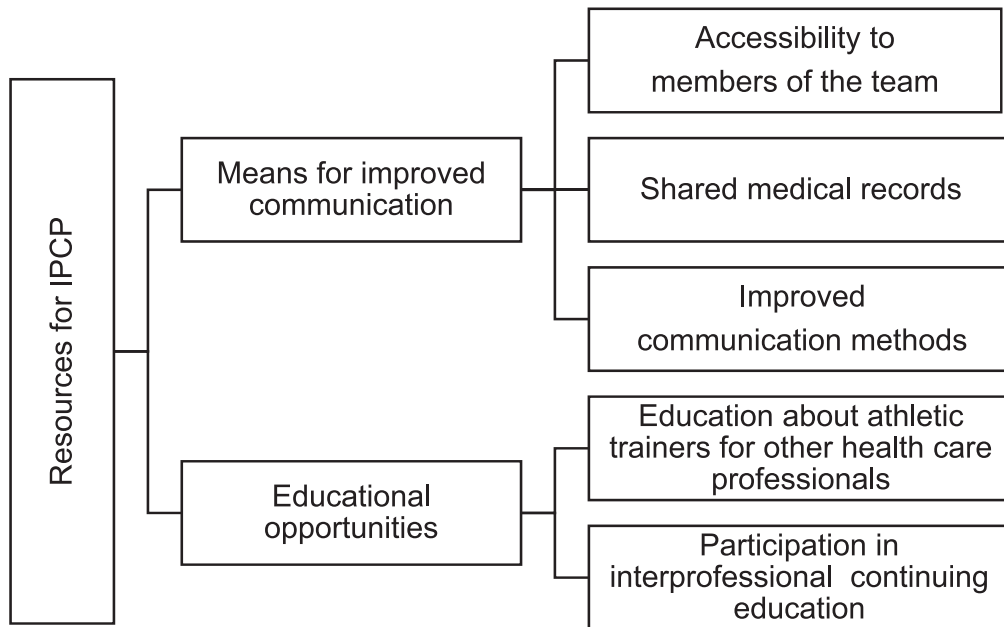 Resources for IPCP
Means for improved
communication
Accessibility to
members of the team
Shared medical records
Improved
communication methods
Educational
opportunities
Education about athletic
trainers for other health care
professionals
Participation in
interprofessional  continuing
education